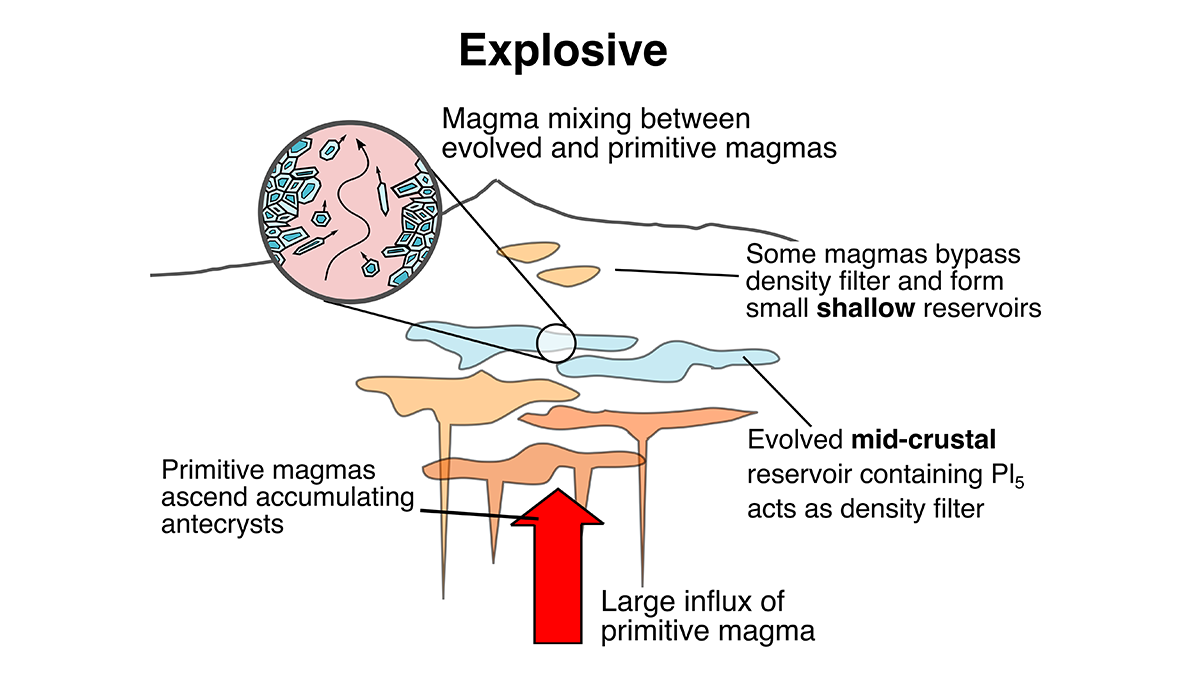 Explosive
Magma mixing between
evolved and primitive magmas
Some magmas bypass
density filter and form
small shallow reservoirs
Evolved mid-crustal
reservoir containing PI₅
acts as density filter
Primitive magmas
ascend accumulating
antecrysts
Large influx of
primitive magma